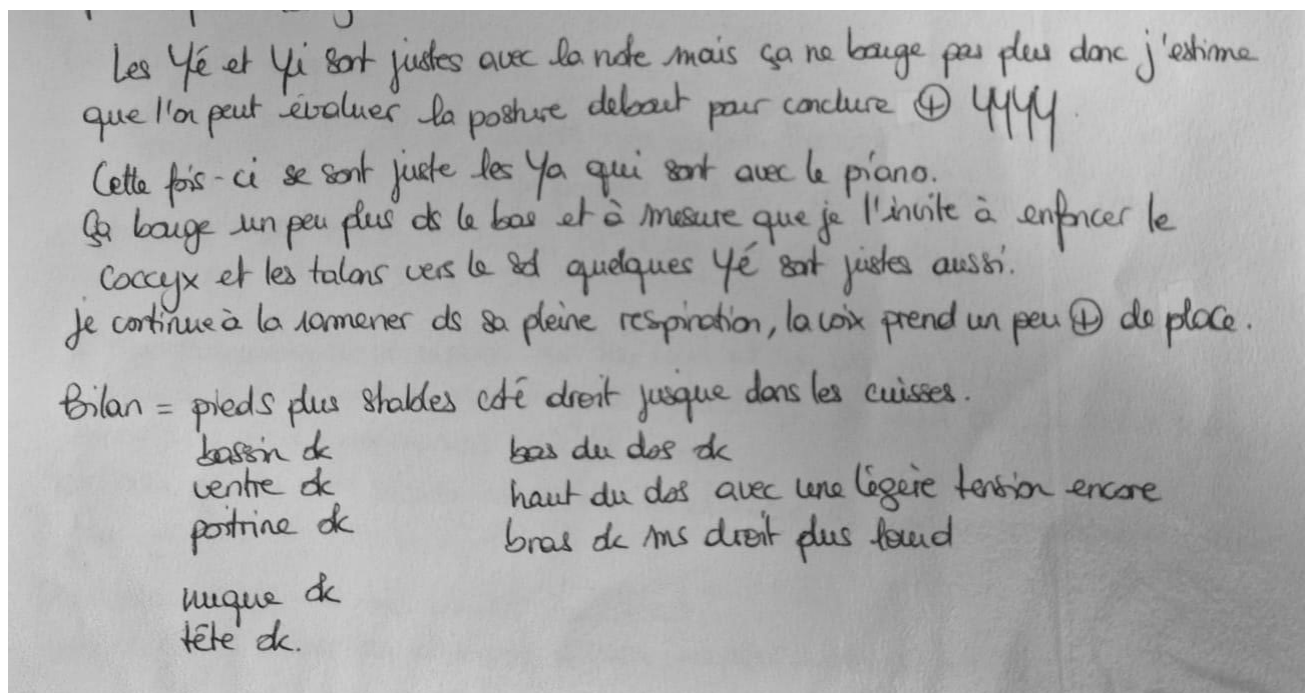 Les Yé et Yi sont justes avec la note mais ça ne bouge pas plus donc j'estime
que l'on peut évaluer la posture debout pour conclure ⊕ YYYY.
Cette fois-ci se sont juste les Ya qui sont avec le piano.
Ça bouge un peu plus ds le bas et à mesure que je l'invite à enfoncer le
coccyx et les talons vers le sol quelques Yé sont justes aussi.
Je continue à la ramener ds sa pleine respiration, la voix prend un peu ⊕ de place.
Bilan = pieds plus stables côté droit jusque dans les cuisses.
bassin ok bas du dos ok
ventre ok haut du dos avec une légère tension encore
poitrine ok bras ok ms droit plus lourd
nuque ok
tête ok.